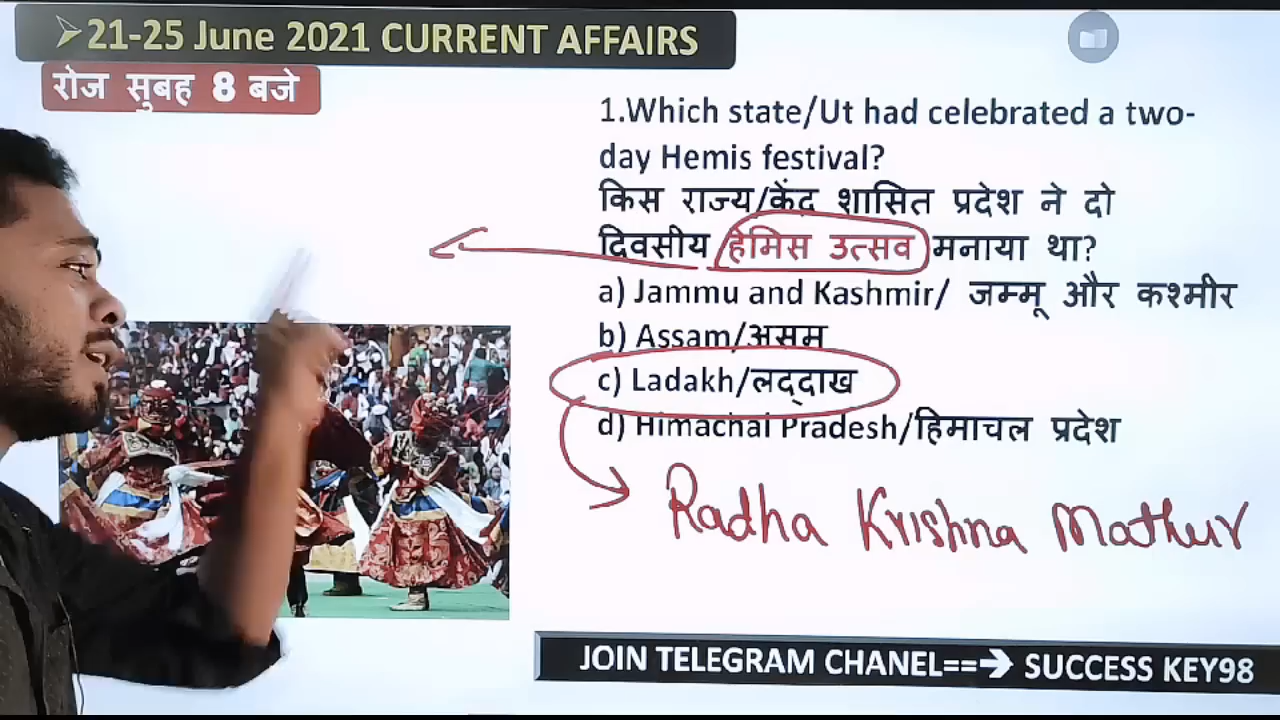 ➢21-25 June 2021 CURRENT AFFAIRS
रोज सुबह 8 बजे
1.Which state/Ut had celebrated a two-
day Hemis festival?
किस राज्य/केंद शासित प्रदेश ने दो
दिवसीय हेमिस उत्सव मनाया था?
a) Jammu and Kashmir/ जम्मू और कश्मीर
b) Assam/असम
c) Ladakh/लद्दाख
d) Himachal Pradesh/हिमाचल प्रदेश
Radha Krishna Mathur
JOIN TELEGRAM CHANEL==➔ SUCCESS KEY98